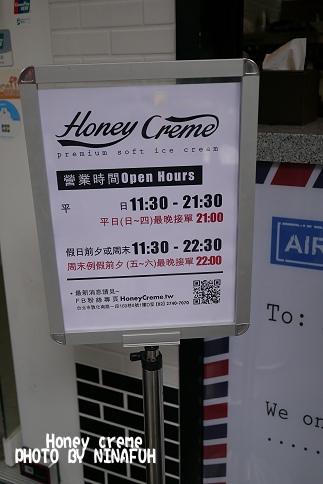 Honey Creme
premium soft ice cream
營業時間Open Hours
平 日11:30 - 21:30
平日(日~四)最晚接單 21:00
假日前夕或周末11:30 - 22:30
周末例假前夕 (五~六)最晚接單 22:00
*最新消息請見~
FB粉絲專頁HoneyCreme.tw
(02) 2740-7070
AIR
To:
We on
Honey creme
PHOTO BY NINAFUH